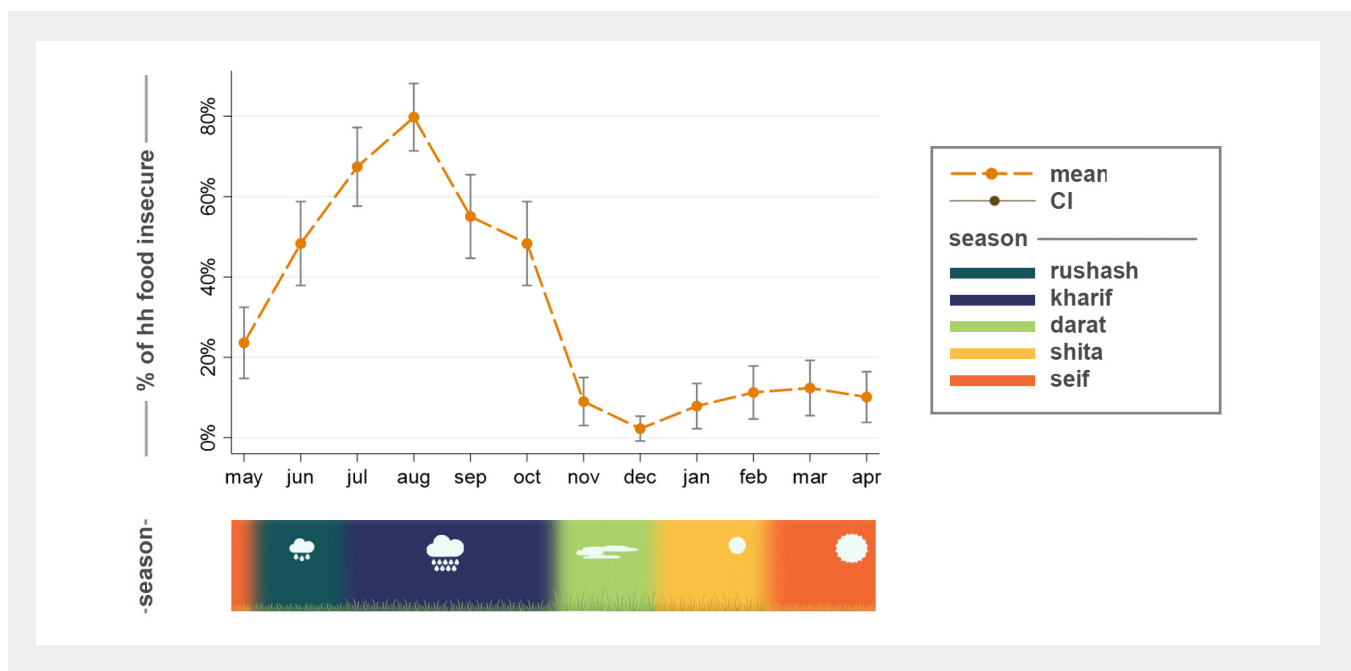 % of hh food insecure
80%
60%
40%
20%
0%
may jun jul aug sep oct nov dec jan feb mar apr
-season-
mean
CI
season
rushash
kharif
darat
shita
seif